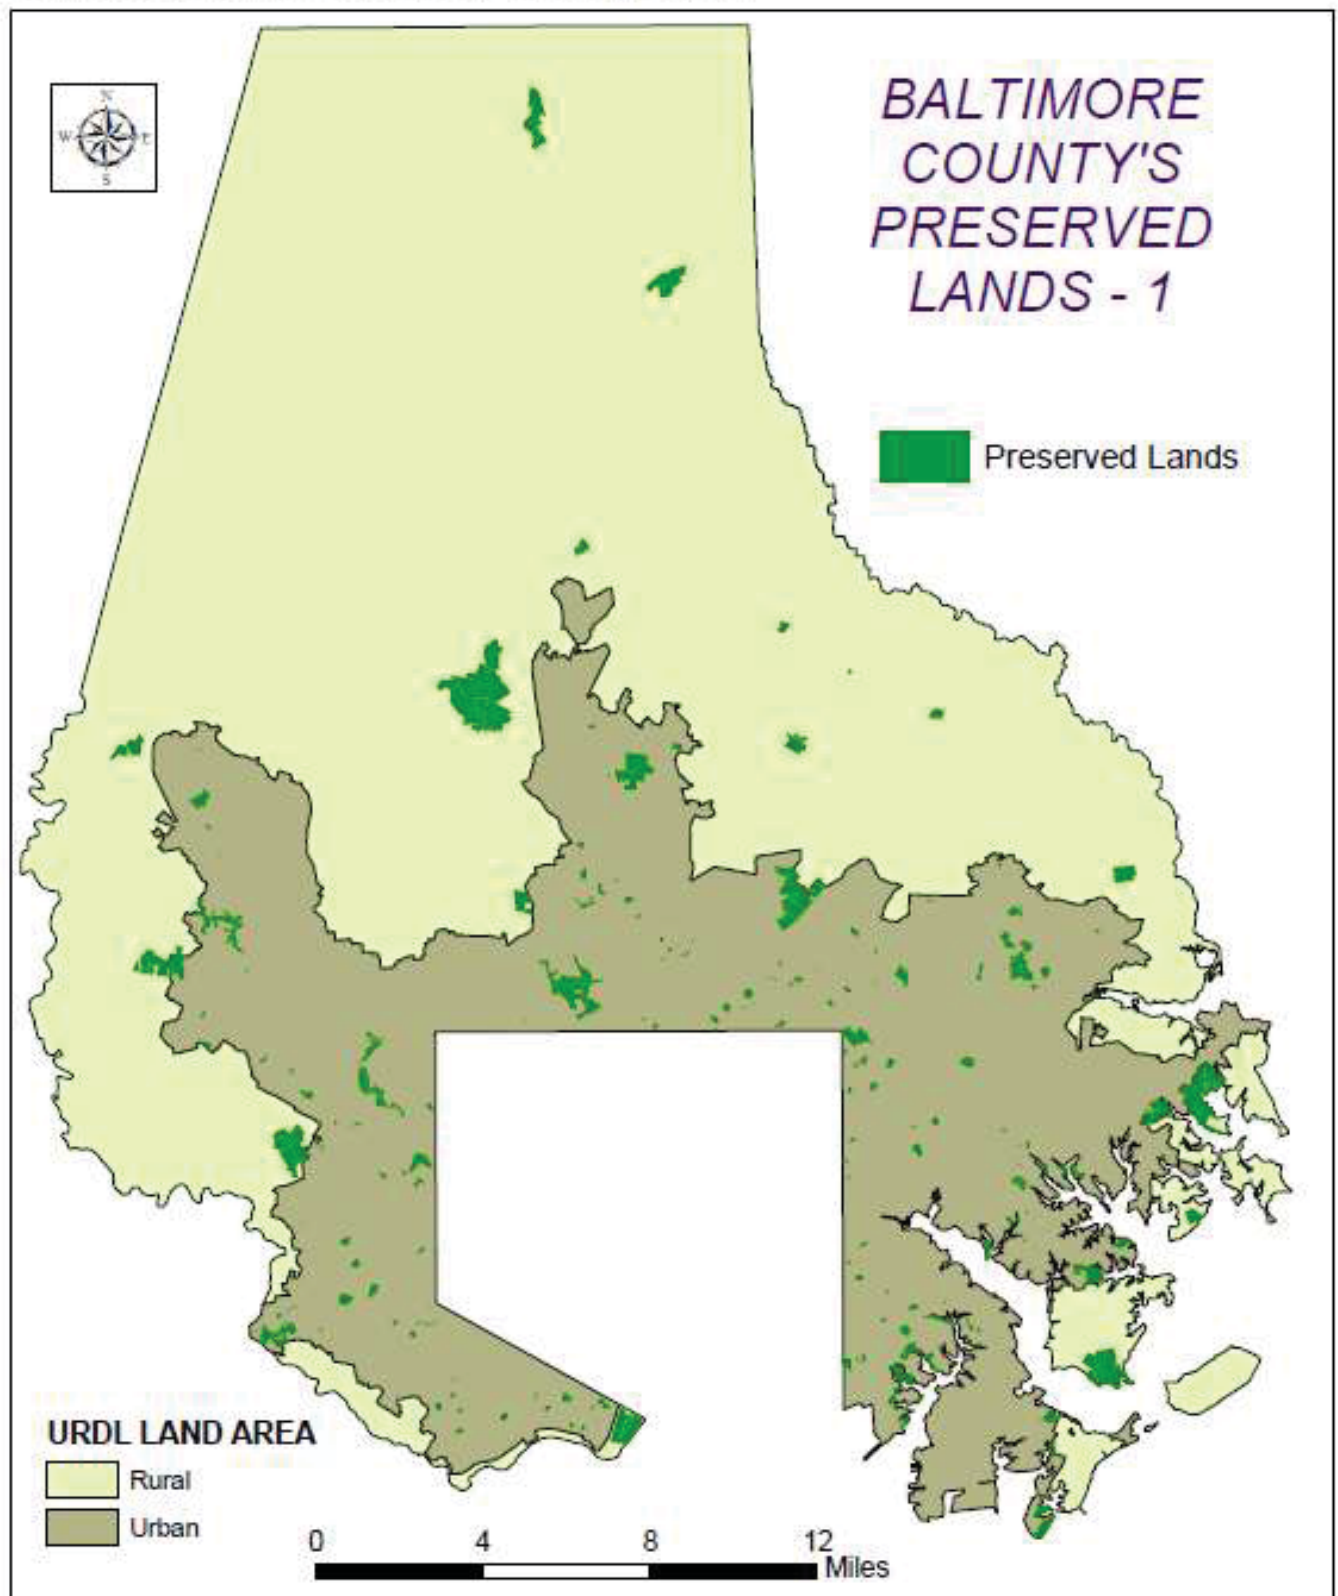 N
W E
S
BALTIMORE
COUNTY'S
PRESERVED
LANDS - 1
Preserved Lands
URDL LAND AREA
Rural
Urban
0 4 8 12
Miles